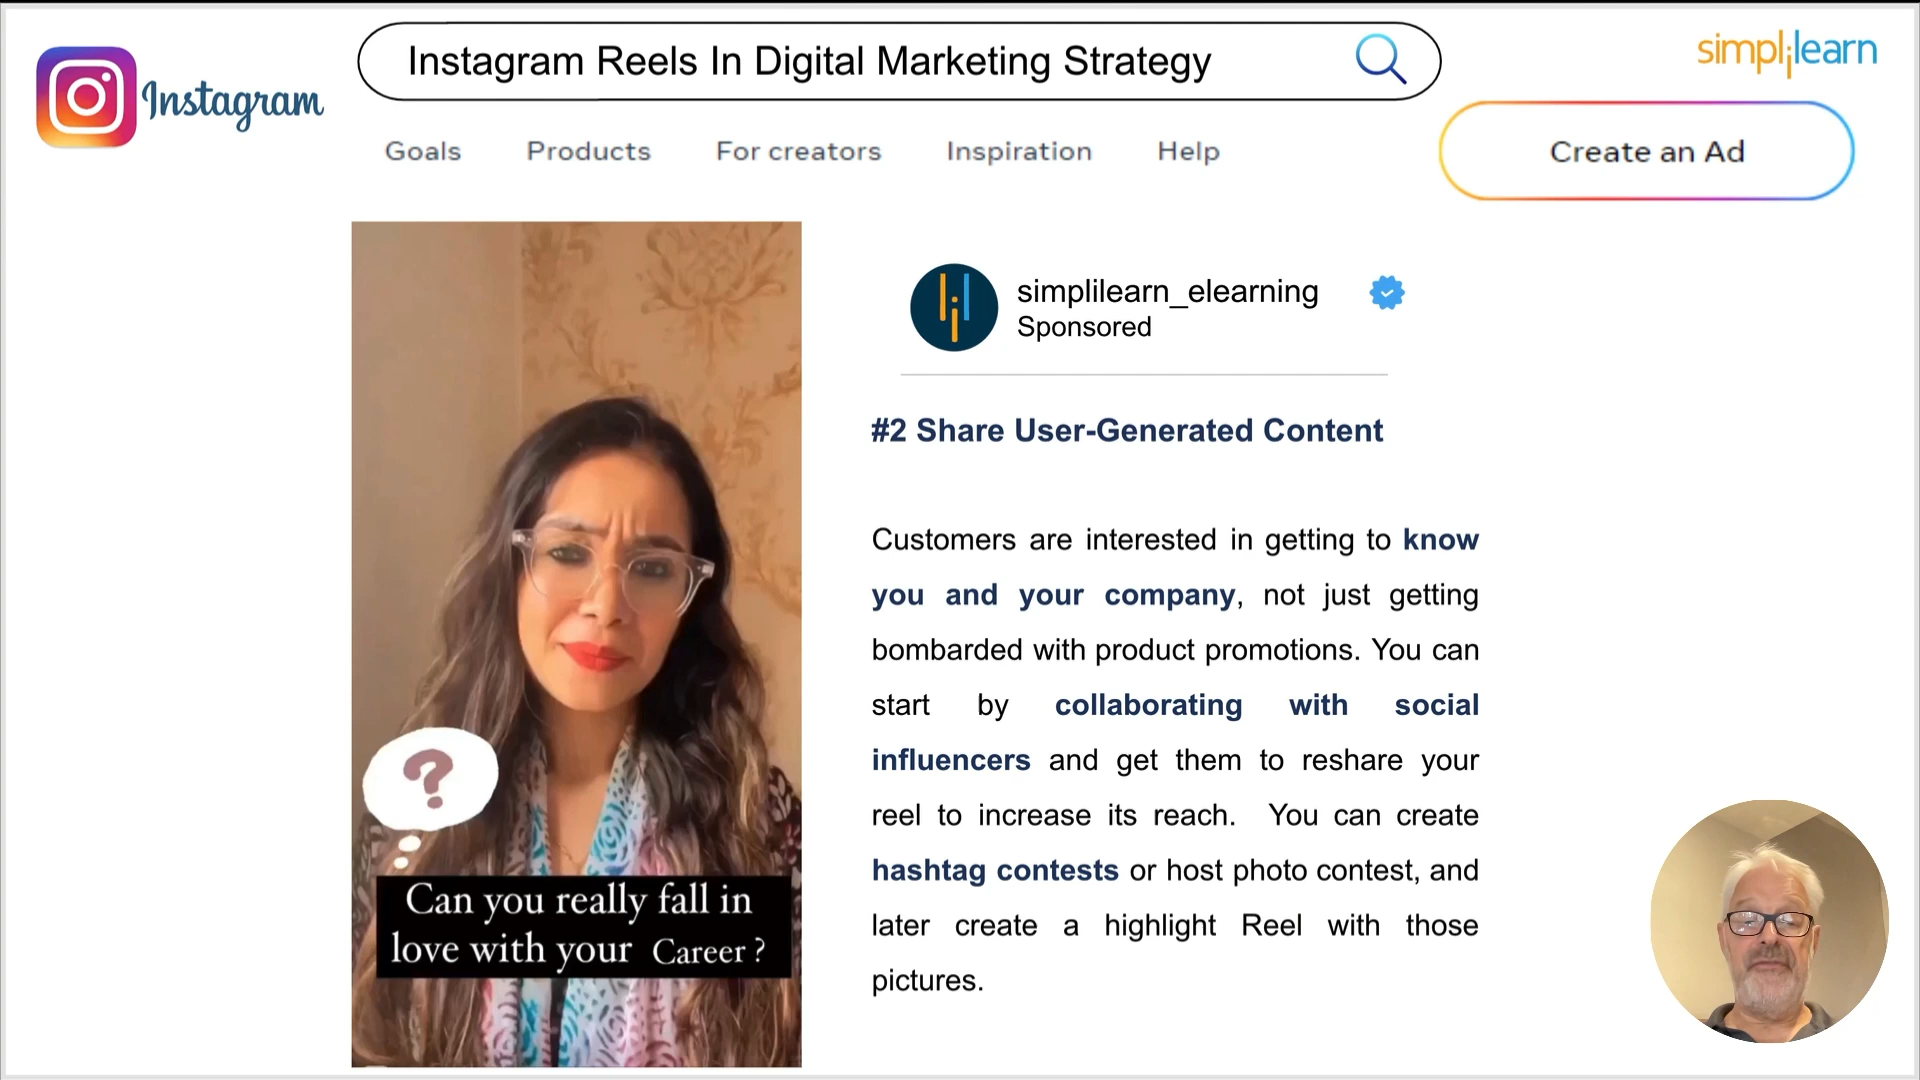 Instagram
Instagram Reels In Digital Marketing Strategy
simplilearn
Goals Products For creators Inspiration Help
Create an Ad
simplilearn_elearning
Sponsored
#2 Share User-Generated Content
Customers are interested in getting to know
you and your company, not just getting
bombarded with product promotions. You can
start by collaborating with social
influencers and get them to reshare your
reel to increase its reach. You can create
hashtag contests or host photo contest, and
later create a highlight Reel with those
pictures.
?
Can you really fall in
love with your Career ?